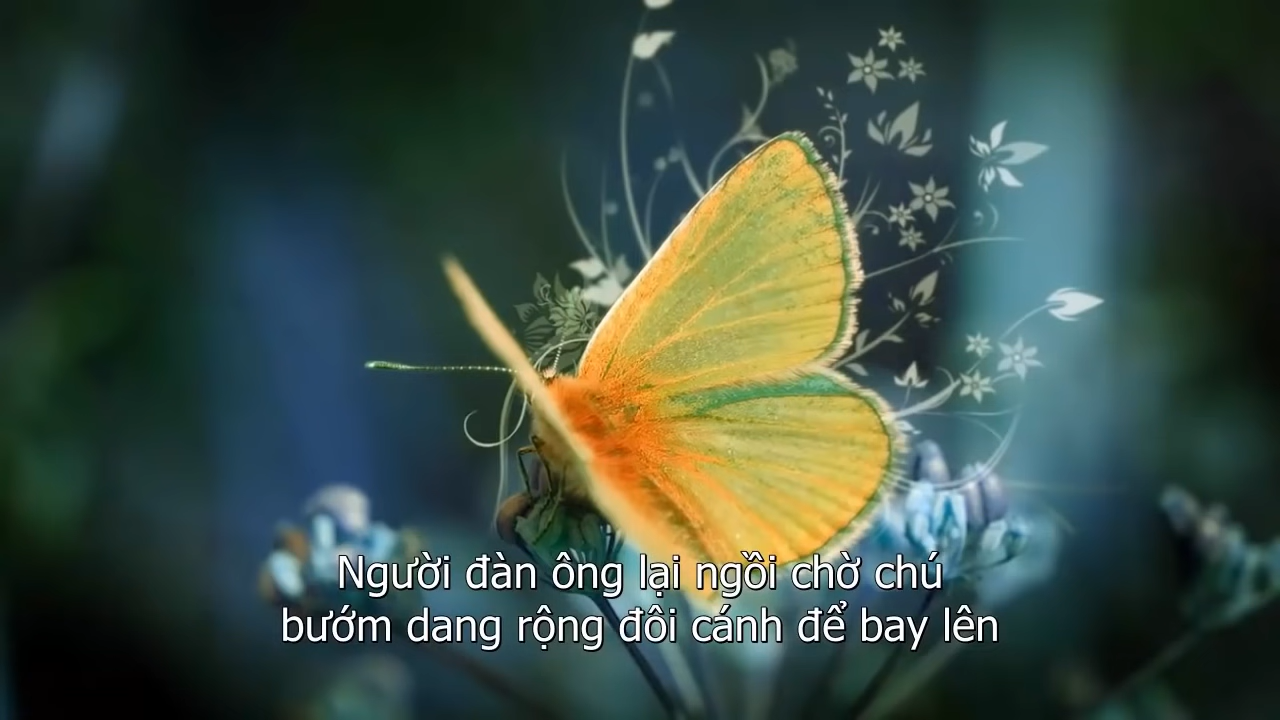 Người đàn ông lại ngồi chờ chú
bướm dang rộng đôi cánh để bay lên